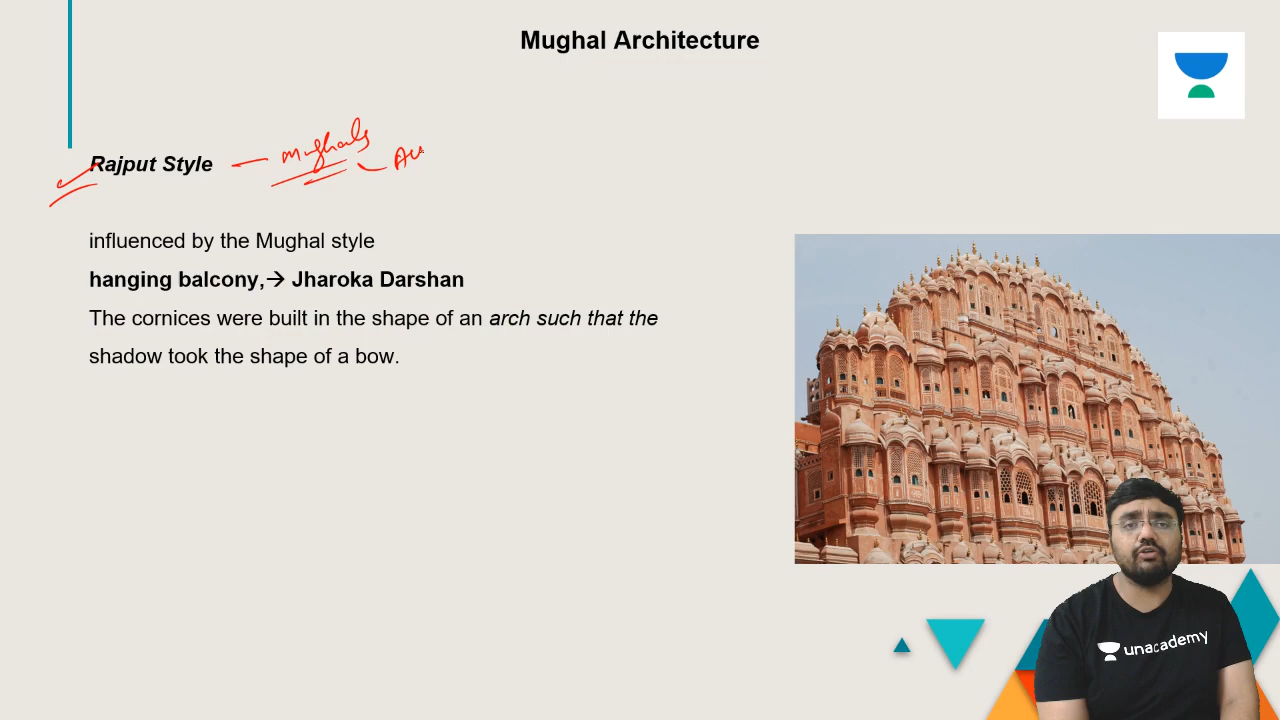 Mughal Architecture
Rajput Style — Mughals
influenced by the Mughal style
hanging balcony,→ Jharoka Darshan
The cornices were built in the shape of an arch such that the
shadow took the shape of a bow.
unacademy